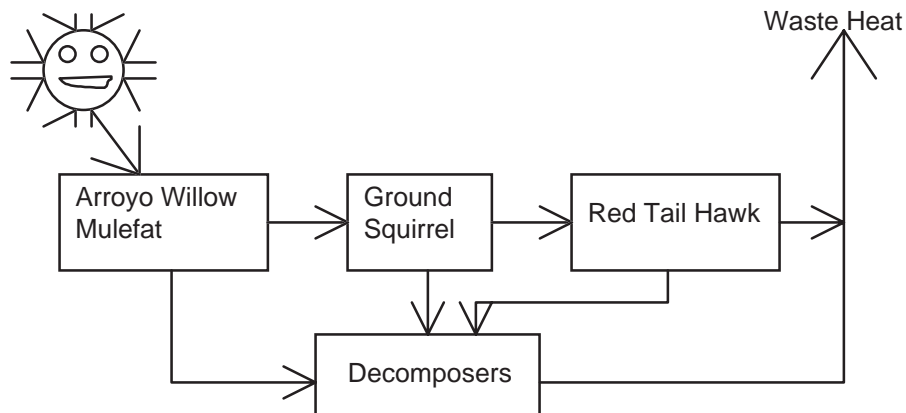 Waste Heat
Arroyo Willow
Mulefat
Ground
Squirrel
Red Tail Hawk
Decomposers